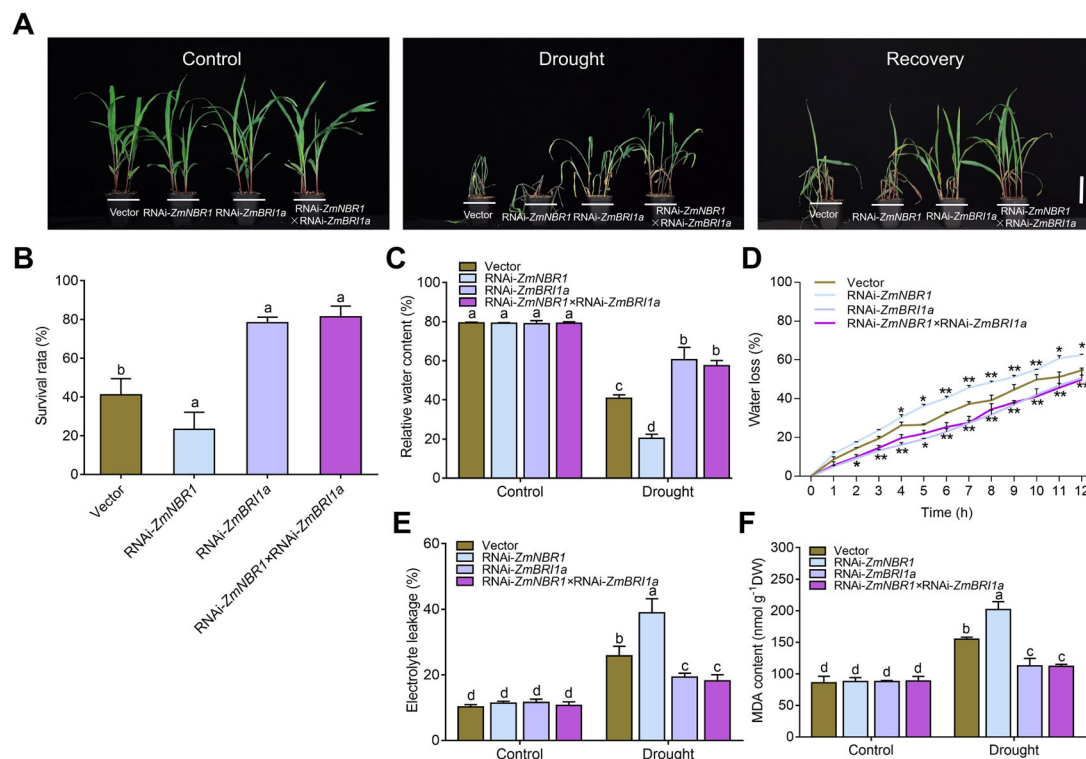 A
Control
Vector
RNAi-ZmNBR1
RNAi-ZmBRI1a
RNAi-ZmNBR1
×RNAi-ZmBRI1a
Drought
Vector
RNAi-ZmNBR1
RNAi-ZmBRI1a
RNAi-ZmNBR1
×RNAi-ZmBRI1a
Recovery
Vector
RNAi-ZmNBR1
RNAi-ZmBRI1a
RNAi-ZmNBR1
×RNAi-ZmBRI1a
B
Survival rata (%)
100
80
60
40
20
0
b
a
a
a
Vector
RNAi-ZmNBR1
RNAi-ZmBRI1a
RNAi-ZmNBR1×RNAi-ZmBRI1a
C
Vector
RNAi-ZmNBR1
RNAi-ZmBRI1a
RNAi-ZmNBR1×RNAi-ZmBRI1a
Relative water content (%)
100
80
60
40
20
0
a a a a
c d b b
Control
Drought
D
Vector
RNAi-ZmNBR1
RNAi-ZmBRI1a
RNAi-ZmNBR1×RNAi-ZmBRI1a
Water loss (%)
100
80
60
40
20
0
* * ** ** ** ** ** * *
* ** ** * ** ** ** ** ** ** **
0 1 2 3 4 5 6 7 8 9 10 11 12
Time (h)
E
Vector
RNAi-ZmNBR1
RNAi-ZmBRI1a
RNAi-ZmNBR1×RNAi-ZmBRI1a
Electrolyte leakage (%)
60
40
20
0
d d d d
b a c c
Control
Drought
F
Vector
RNAi-ZmNBR1
RNAi-ZmBRI1a
RNAi-ZmNBR1×RNAi-ZmBRI1a
MDA content (nmol g⁻¹DW)
300
250
200
150
100
50
0
d d d d
b a c c
Control
Drought